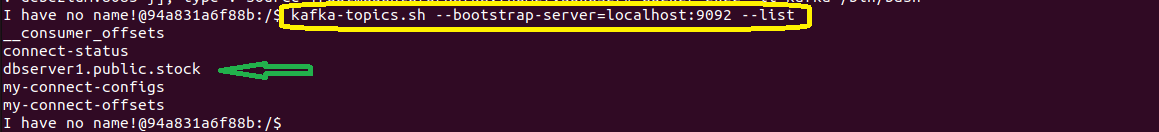 I have no name!@94a831a6f88b:/$ kafka-topics.sh --bootstrap-server=localhost:9092 --list
__consumer_offsets
connect-status
dbserver1.public.stock
my-connect-configs
my-connect-offsets
I have no name!@94a831a6f88b:/$